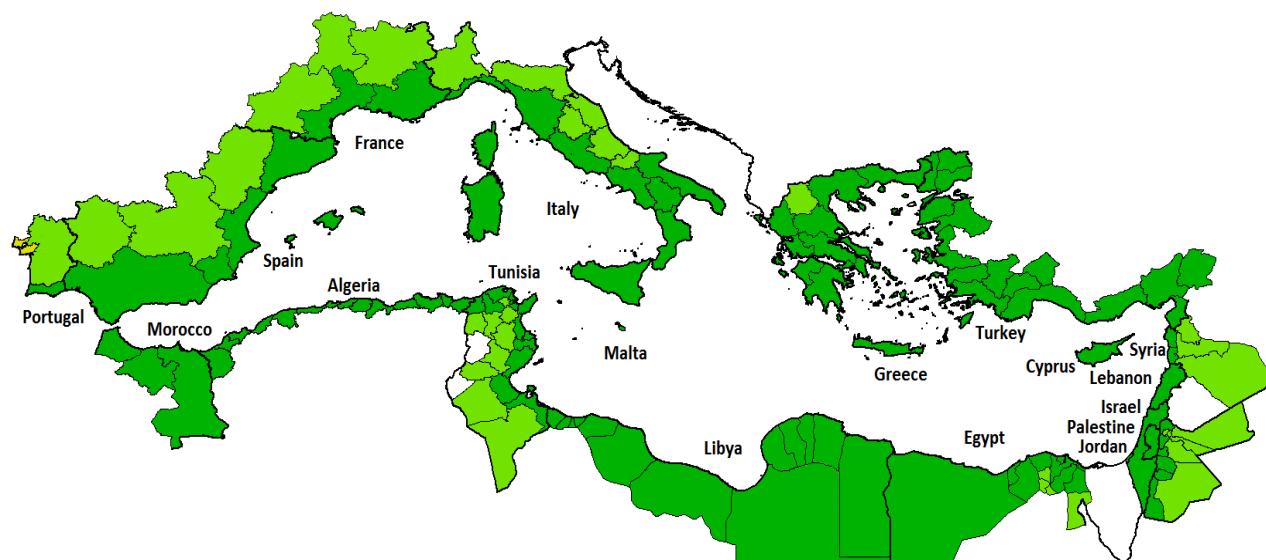 France
Italy
Spain
Tunisia
Algeria
Portugal
Morocco
Malta
Turkey
Greece
Cyprus
Syria
Lebanon
Israel
Palestine
Jordan
Libya
Egypt